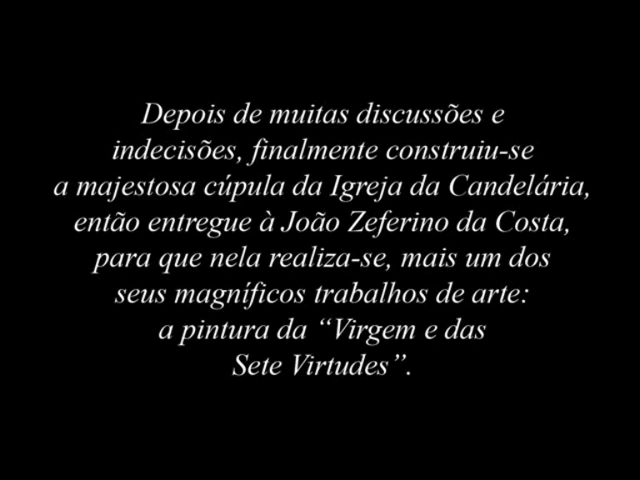 Depois de muitas discussões e
indecisões, finalmente construiu-se
a majestosa cúpula da Igreja da Candelária,
então entregue à João Zeferino da Costa,
para que nela realiza-se, mais um dos
seus magníficos trabalhos de arte:
a pintura da “Virgem e das
Sete Virtudes”.